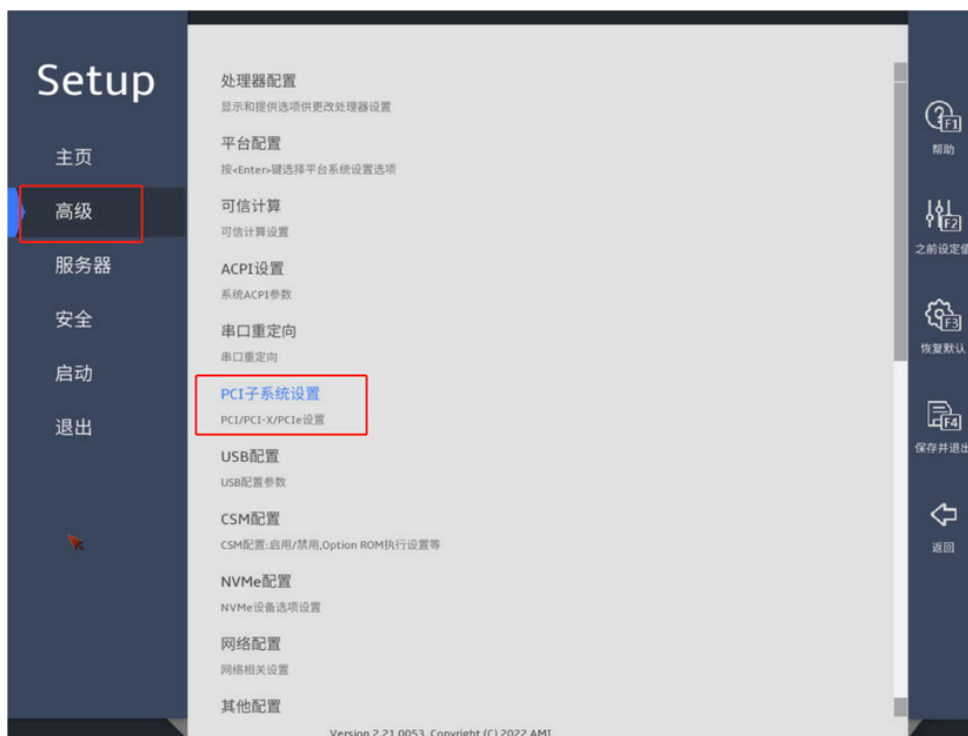 Setup
主页
高级
服务器
安全
启动
退出
处理器配置
显示和提供选项供更改处理器设置
平台配置
按<Enter>键选择平台系统设置选项
可信计算
可信计算设置
ACPI设置
系统ACPI参数
串口重定向
串口重定向
PCI子系统设置
PCI/PCI-X/PCIe设置
USB配置
USB配置参数
CSM配置
CSM配置:启用/禁用,Option ROM执行设置等
NVMe配置
NVMe设备选项设置
网络配置
网络相关设置
其他配置
Version 2.21.0053. Copyright (C) 2022 AMI
F1
帮助
F2
之前设定值
F3
恢复默认
F4
保存并退出
返回